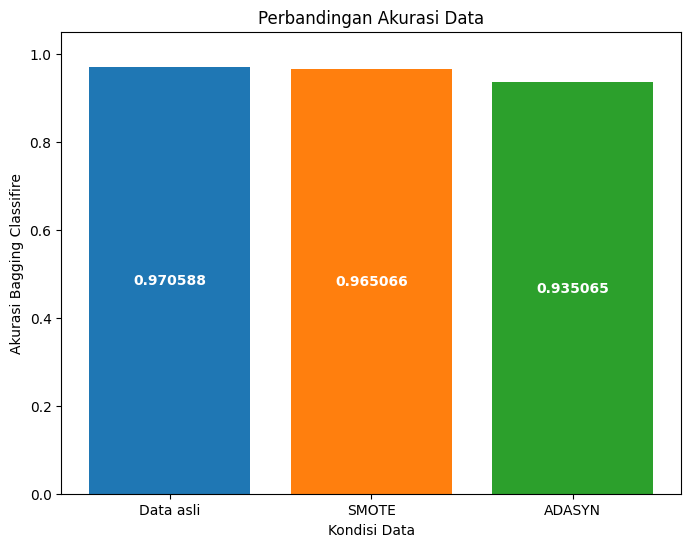 Perbandingan Akurasi Data
Akurasi Bagging Classifire
1.0
0.8
0.6
0.4
0.2
0.0
0.970588
0.965066
0.935065
Data asli
SMOTE
ADASYN
Kondisi Data